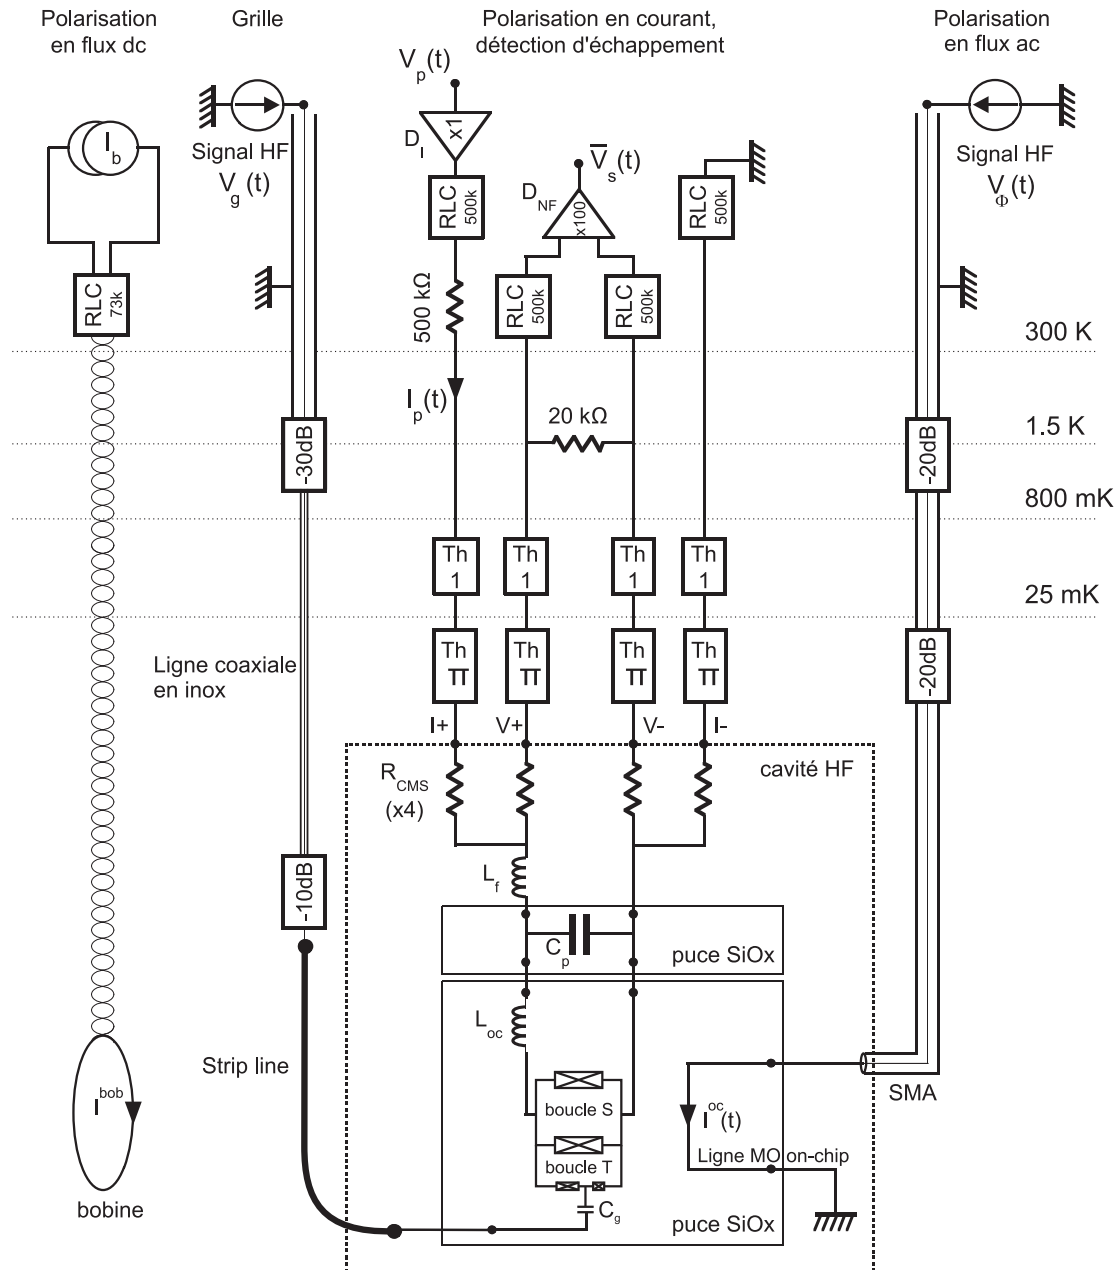 Polarisation
en flux dc
Grille
Polarisation en courant,
détection d'échappement
Polarisation
en flux ac
I_b
Signal HF
V_g(t)
V_p(t)
D_I
x1
V̅_s(t)
D_NF
x100
Signal HF
V_Φ(t)
RLC
73k
RLC
500k
RLC
500k
RLC
500k
RLC
500k
500 kΩ
300 K
I_p(t)
20 kΩ
1.5 K
-30dB
-20dB
800 mK
Th
1
Th
1
Th
1
Th
1
25 mK
Th
π
Th
π
Th
π
Th
π
-20dB
Ligne coaxiale
en inox
I+
V+
V-
I-
cavité HF
R_CMS
(x4)
L_f
-10dB
C_p
puce SiOx
L_oc
Strip line
SMA
I^bob
boucle S
I^oc(t)
boucle T
Ligne MO on-chip
bobine
C_g
puce SiOx